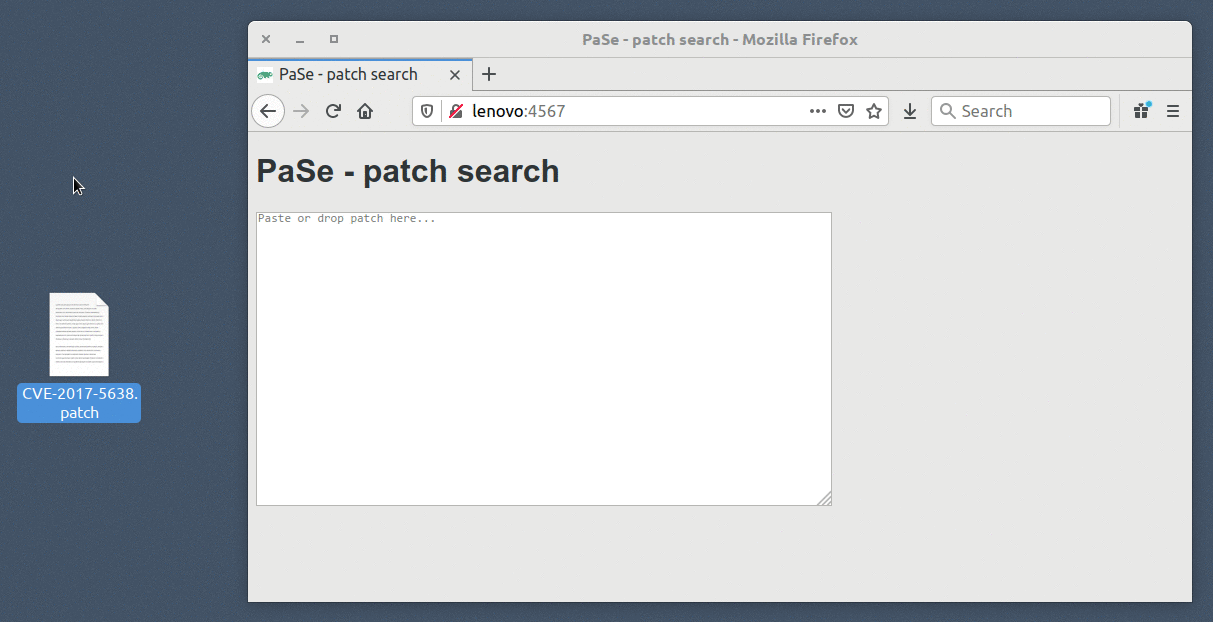 PaSe - patch search - Mozilla Firefox
PaSe - patch search
lenovo:4567
Search
PaSe - patch search
Paste or drop patch here...
CVE-2017-5638.
patch